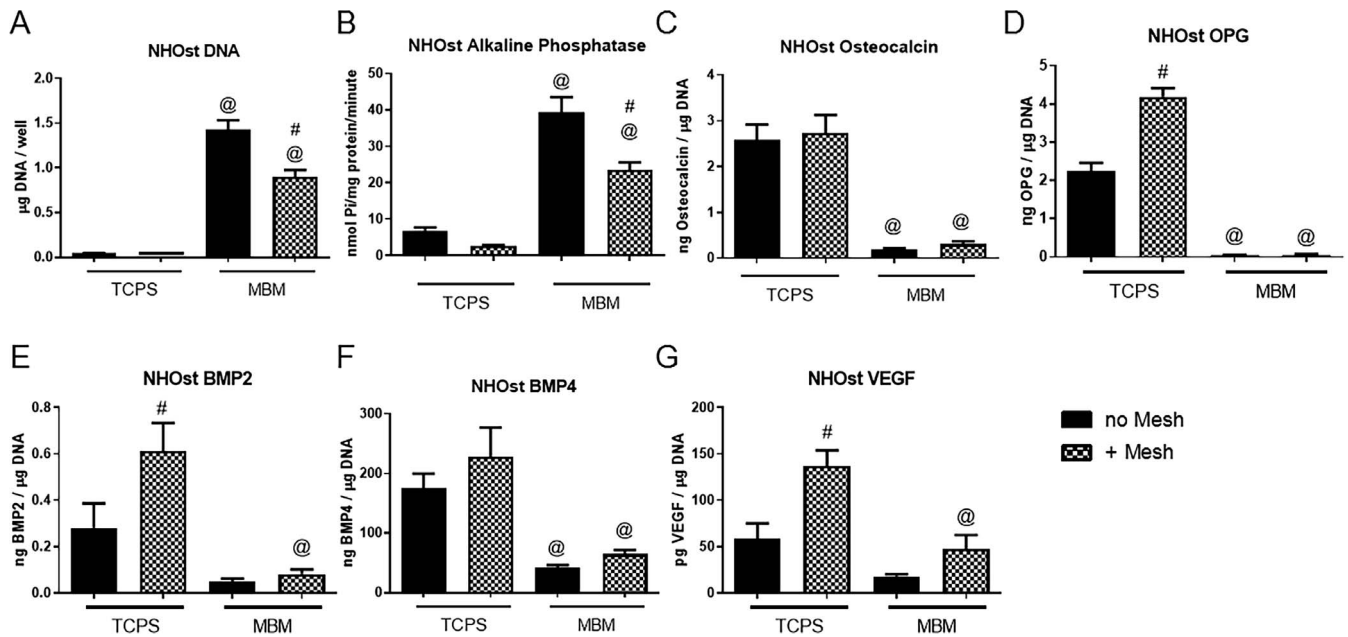 A
NHOst DNA
µg DNA / well
2.0
1.5
1.0
0.5
0.0
@
#
@
TCPS
MBM
B
NHOst Alkaline Phosphatase
nmol Pi/mg protein/minute
50
40
30
20
10
0
@
#
@
TCPS
MBM
C
NHOst Osteocalcin
ng Osteocalcin / µg DNA
4
3
2
1
0
@
@
TCPS
MBM
D
NHOst OPG
ng OPG / µg DNA
5
4
3
2
1
0
#
@
@
TCPS
MBM
E
NHOst BMP2
ng BMP2 / µg DNA
0.8
0.6
0.4
0.2
0.0
#
@
TCPS
MBM
F
NHOst BMP4
ng BMP4 / µg DNA
300
200
100
0
@
@
TCPS
MBM
G
NHOst VEGF
pg VEGF / µg DNA
200
150
100
50
0
#
@
TCPS
MBM
no Mesh
+ Mesh